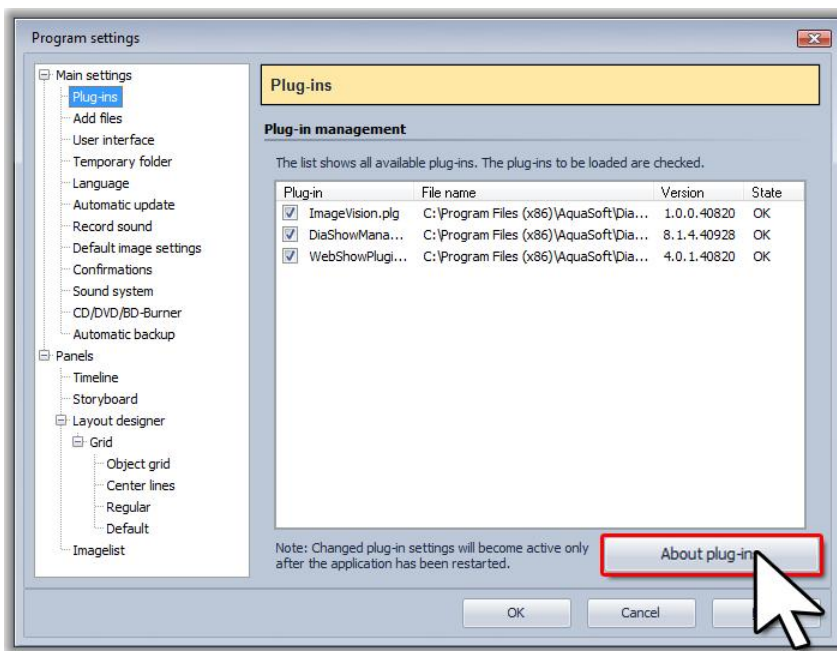 Program settings
Main settings
Plug-ins
Add files
User interface
Temporary folder
Language
Automatic update
Record sound
Default image settings
Confirmations
Sound system
CD/DVD/BD-Burner
Automatic backup
Panels
Timeline
Storyboard
Layout designer
Grid
Object grid
Center lines
Regular
Default
Imagelist
Plug-ins
Plug-in management
The list shows all available plug-ins. The plug-ins to be loaded are checked.
Plug-in File name Version State
ImageVision.plg C:\Program Files (x86)\AquaSoft\Dia... 1.0.0.40820 OK
DiaShowMana... C:\Program Files (x86)\AquaSoft\Dia... 8.1.4.40928 OK
WebShowPlugi... C:\Program Files (x86)\AquaSoft\Dia... 4.0.1.40820 OK
Note: Changed plug-in settings will become active only
after the application has been restarted.
About plug-ins
OK Cancel